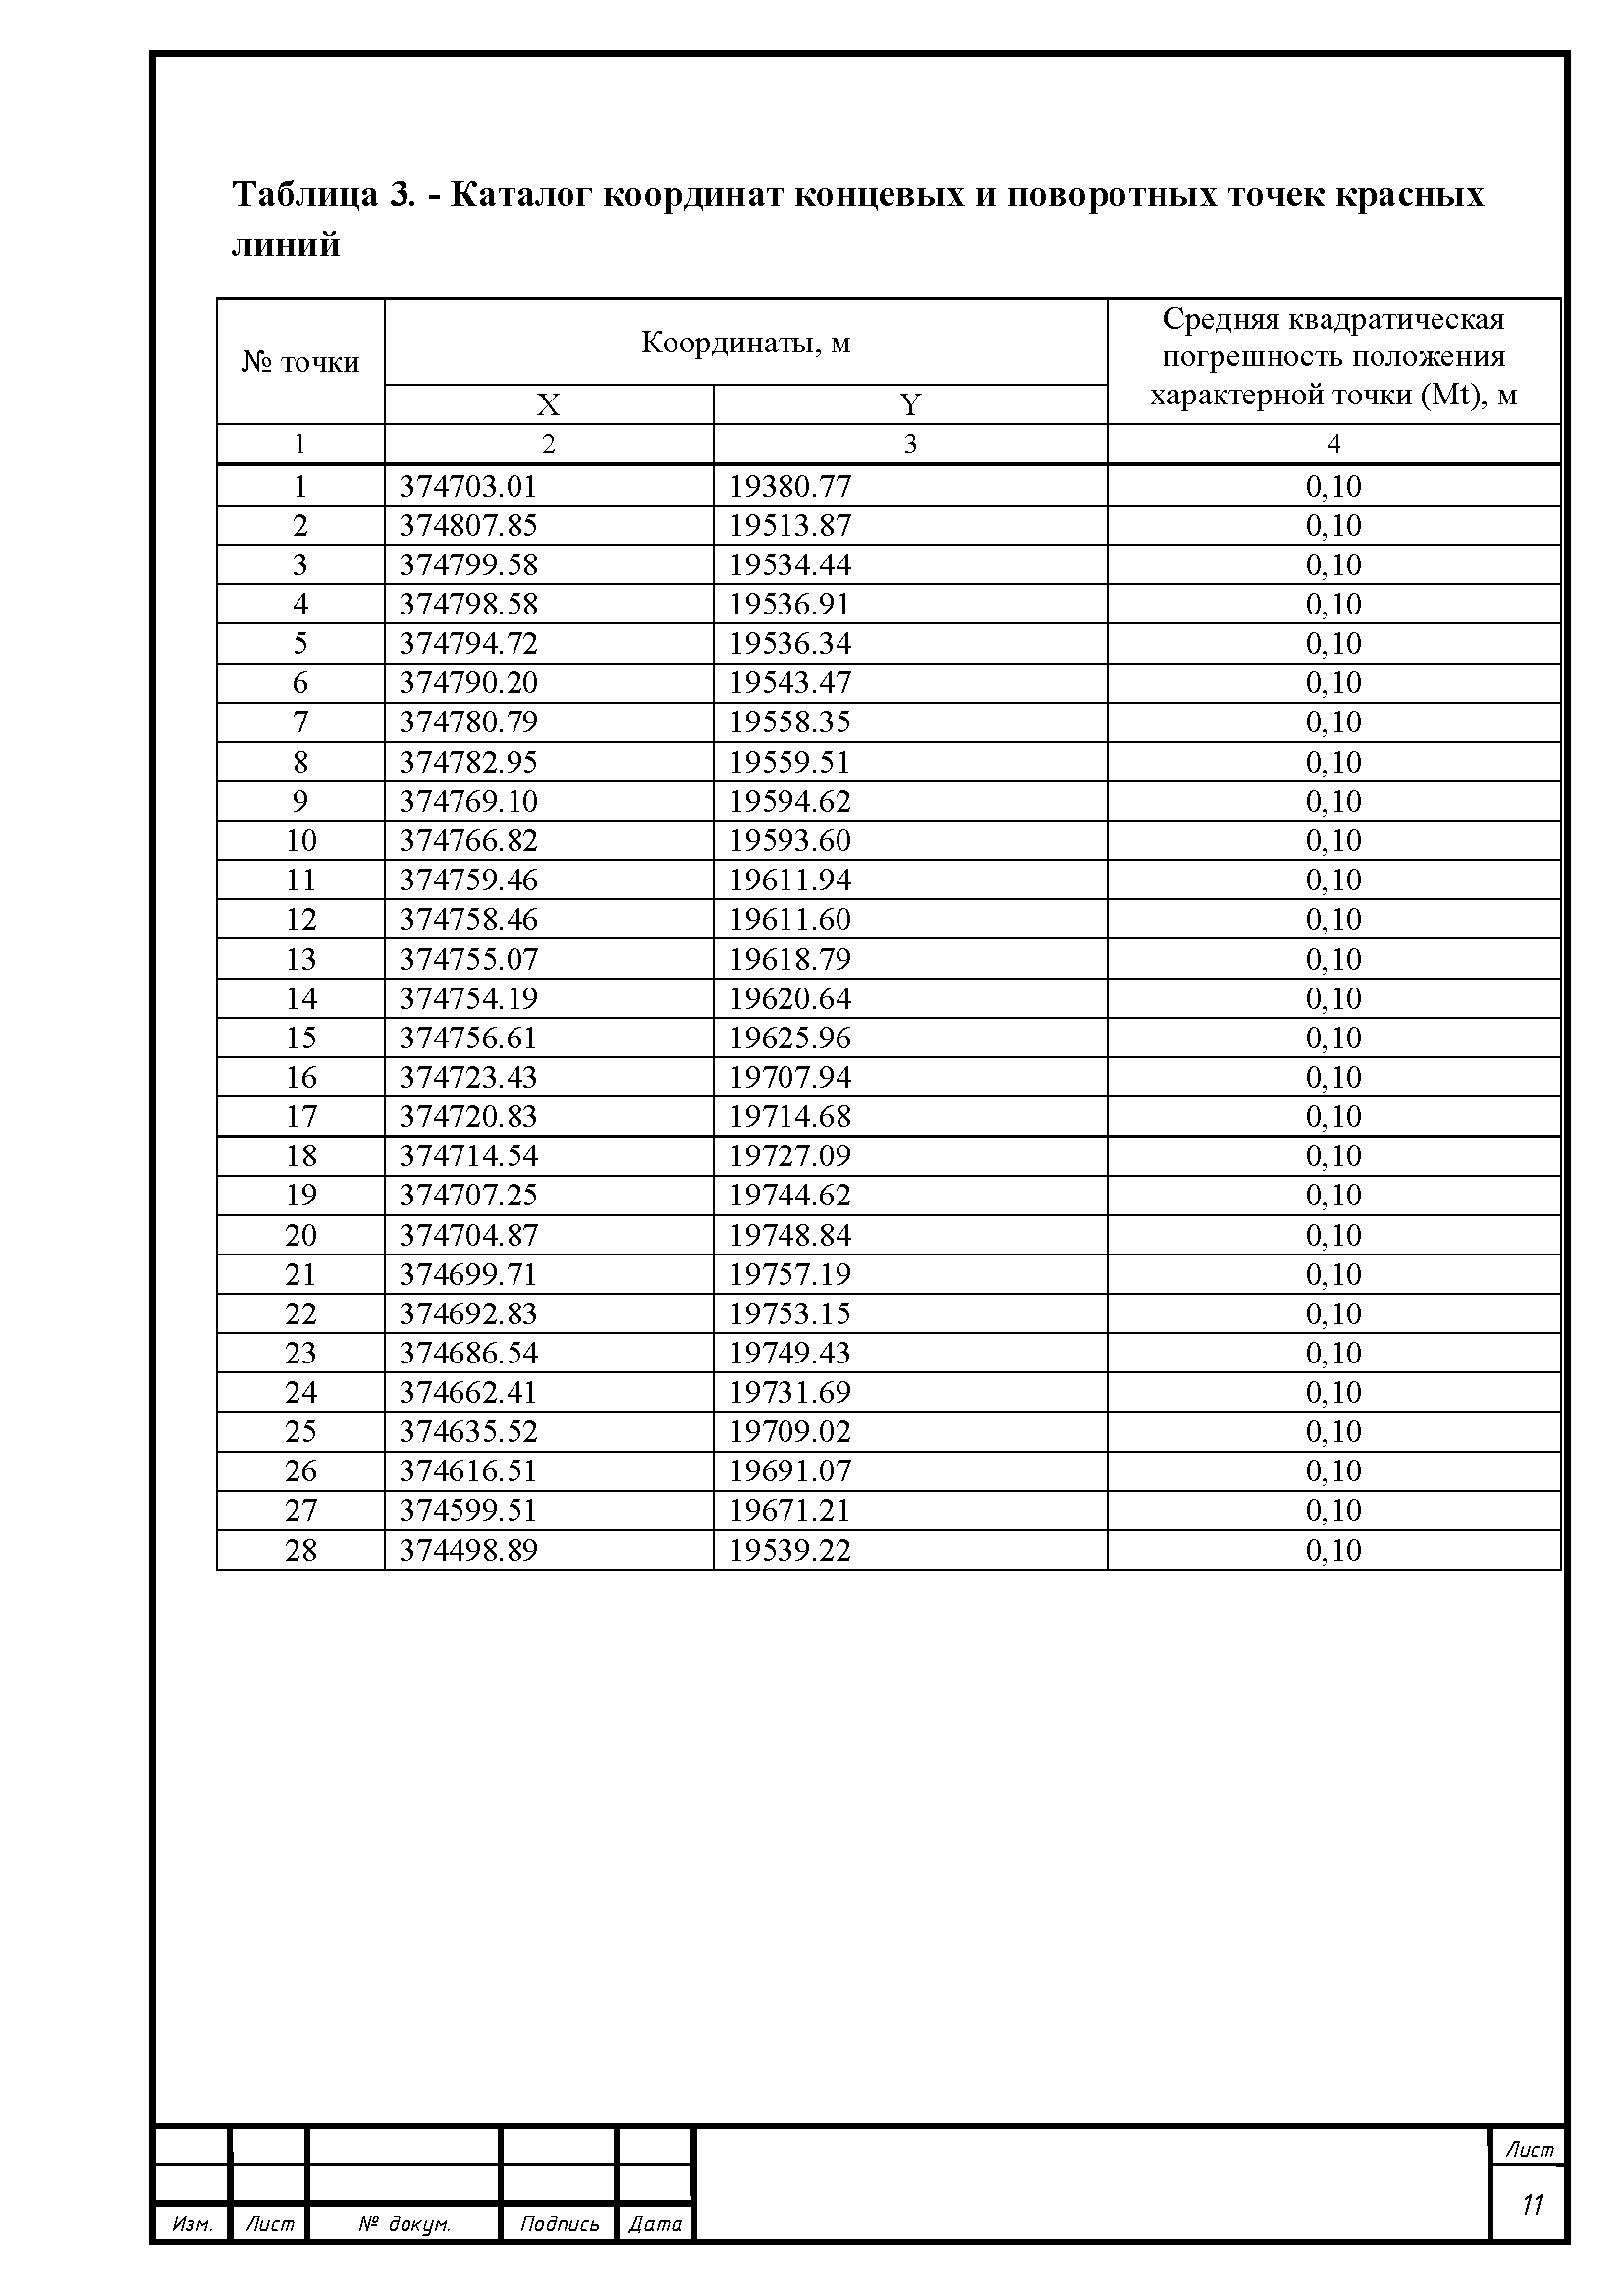 Таблица 3. - Каталог координат концевых и поворотных точек красных
линий
№ точки
Координаты, м
Средняя квадратическая
погрешность положения
характерной точки (Mt), м
X Y
1 2 3 4
1 374703.01 19380.77 0,10
2 374807.85 19513.87 0,10
3 374799.58 19534.44 0,10
4 374798.58 19536.91 0,10
5 374794.72 19536.34 0,10
6 374790.20 19543.47 0,10
7 374780.79 19558.35 0,10
8 374782.95 19559.51 0,10
9 374769.10 19594.62 0,10
10 374766.82 19593.60 0,10
11 374759.46 19611.94 0,10
12 374758.46 19611.60 0,10
13 374755.07 19618.79 0,10
14 374754.19 19620.64 0,10
15 374756.61 19625.96 0,10
16 374723.43 19707.94 0,10
17 374720.83 19714.68 0,10
18 374714.54 19727.09 0,10
19 374707.25 19744.62 0,10
20 374704.87 19748.84 0,10
21 374699.71 19757.19 0,10
22 374692.83 19753.15 0,10
23 374686.54 19749.43 0,10
24 374662.41 19731.69 0,10
25 374635.52 19709.02 0,10
26 374616.51 19691.07 0,10
27 374599.51 19671.21 0,10
28 374498.89 19539.22 0,10
Лист
11
Изм. Лист № докум. Подпись Дата